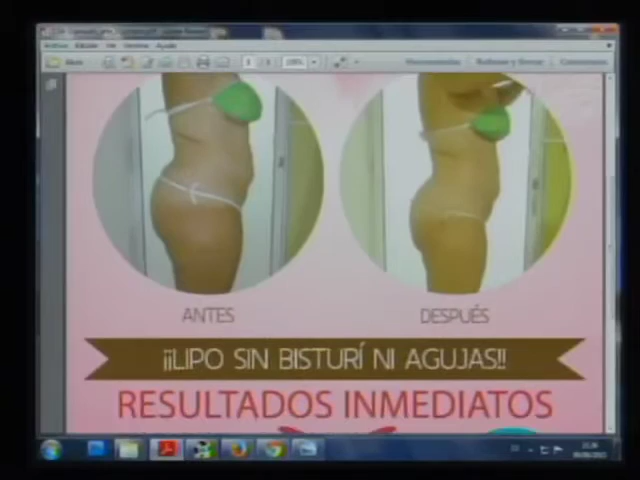 ANTES
DESPUÉS
¡¡LIPO SIN BISTURÍ NI AGUJAS!!
RESULTADOS INMEDIATOS